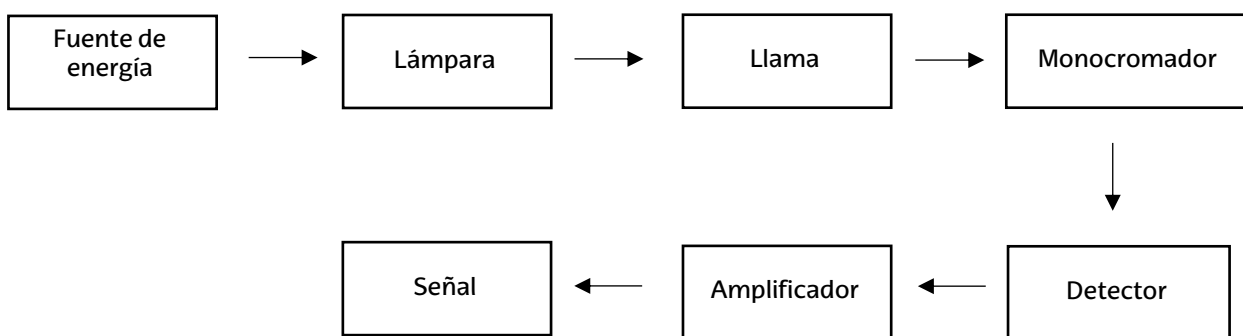 Fuente de
energía
Lámpara
Llama
Monocromador
Detector
Amplificador
Señal